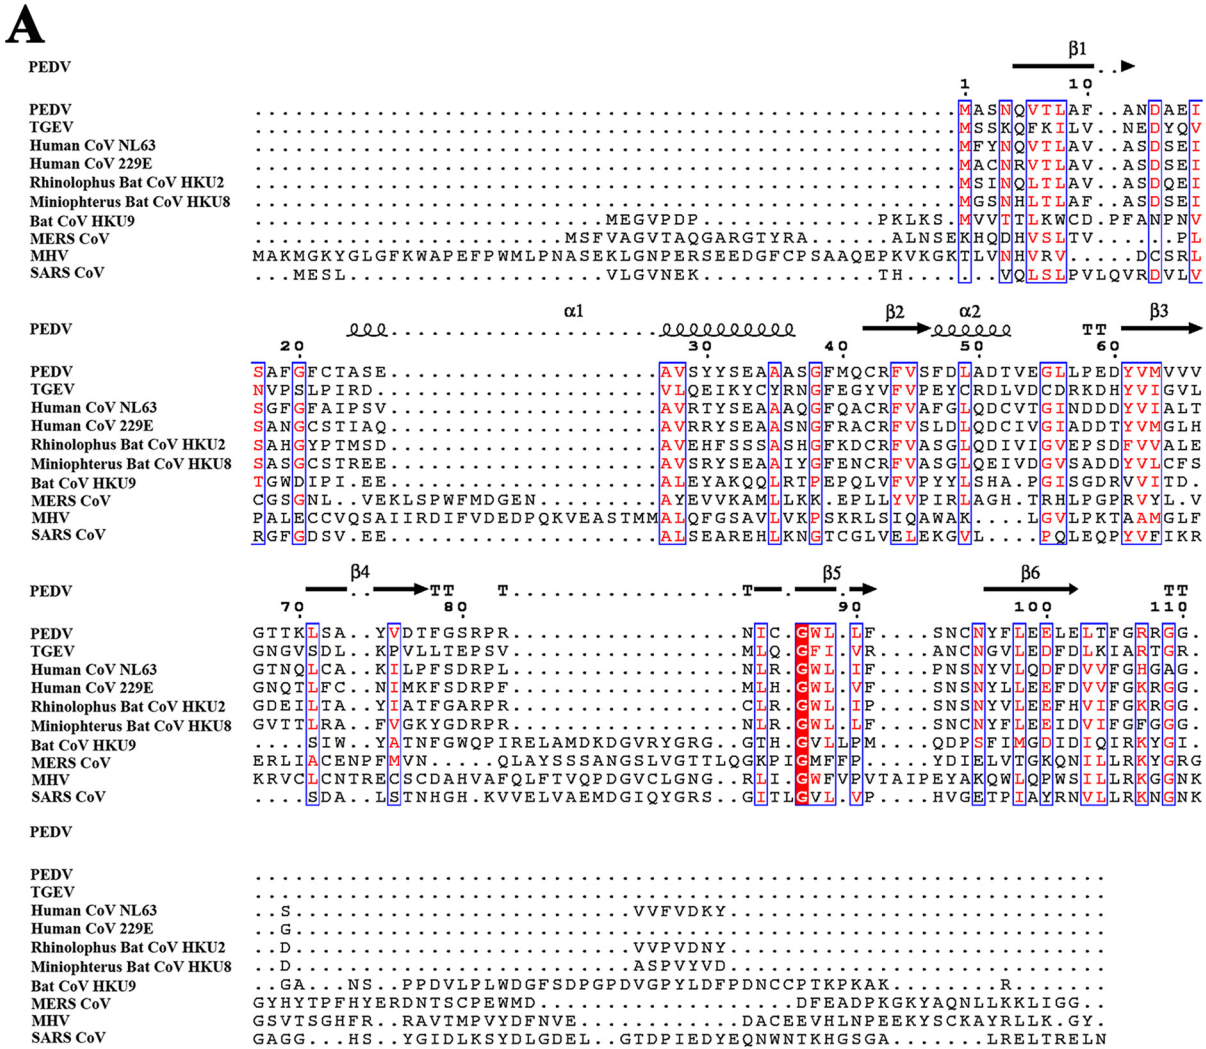 A
β1
PEDV
1 10
PEDV ....................................................MASNQVTLAF..ANDAEI
TGEV ....................................................MSSKQFKILV..NEDYQV
Human CoV NL63 ....................................................MFYNQVTLAV..ASDSEI
Human CoV 229E ....................................................MACNRVTLAV..ASDSEI
Rhinolophus Bat CoV HKU2 ....................................................MSINQLTLAV..ASDQEI
Miniophterus Bat CoV HKU8 ....................................................MGSNHLTLAF..ASDSEI
Bat CoV HKU9 ..........................MEGVPDP.............PKLKS.MVVTTLKWCD.PFANPNV
MERS CoV .......................MSFVAGVTAQGARGTYRA......ALNSEKHQDHVSLTV......PL
MHV MAKMGKYGLGFKWAPEFPWMLPNASEKLGNPERSEEDGFCPSAAQEPKVKGKTLVNHVRV.....DCSRL
SARS CoV ...MESL...................VLGVNEK.............TH.......VQLSLPVLQVRDVLV
α1 β2 α2 β3
PEDV TT
20 30 40 50 60
PEDV SAFGFCTASE....................AVSYYSEAAASGFMQCRFVSFDLADTVEGLLPEDYVMVVV
TGEV NVPSLPIRD.....................VLQEIKYCYRNGFEGYVFVPEYCRDLVDCDRKDHYVIGVL
Human CoV NL63 SGFGFAIPSV....................AVRTYSEAAAQGFQACRFVAFGLQDCVTGINDDDYVIALT
Human CoV 229E SANGCSTIAQ....................AVRRYSEAASNGFRACRFVSLDLQDCIVGIADDTYVMGLH
Rhinolophus Bat CoV HKU2 SAHGYPTMSD....................AVEHFSSSASHGFKDCRFVASGLQDIVIGVEPSDFVVALE
Miniophterus Bat CoV HKU8 SASGCSTREE....................AVSRYSEAAIYGFENCRFVASGLQEIVDGVSADDYVLCFS
Bat CoV HKU9 TGWDIPI.EE....................ALEYAKQQLRTPEPQLVFVPYYLSHA.PGISGDRVVITD.
MERS CoV CGSGNL..VEKLSPWFMDGEN.........AYEVVKAMLLKK.EPLLYVPIRLAGH.TRHLPGPRVYL.V
MHV PALECCVQSAIIRDIFVDEDPQKVEASTMMALQFGSAVLVKPSKRLSIQAWAK....LGVLPKTAAMGLF
SARS CoV RGFGDSV.EE....................ALSEAREHLKNGTCGLVELEKGVL....PQLEQPYVFIKR
β4 β5 β6
PEDV TT T T TT
70 80 90 100 110
PEDV GTTKLSA..YVDTFGSRPR.................NIC.GWL.LF....SNCNYFLEELELTFGRRGG.
TGEV GNGVSDL..KPVLLTEPSV.................MLQ.GFI.VR....ANCNGVLEDFDLKIARTGR.
Human CoV NL63 GTNQLCA..KILPFSDRPL.................NLR.GWL.IF....PNSNYVLQDFDVVFGHGAG.
Human CoV 229E GNQTLFC..NIMKFSDRPF.................MLH.GWL.VF....SNSNYLLEEFDVVFGKRGG.
Rhinolophus Bat CoV HKU2 GDEILTA..YIATFGARPR.................CLR.GWL.IP....SNSNYVLEEFHVIFGKRGG.
Miniophterus Bat CoV HKU8 GVTTLRA..FVGKYGDRPR.................NLR.GWL.LF....SNCNYFLEEIDVIFGFGG.
Bat CoV HKU9 ....SIW..YATNFGWQPIRELAMDKDGVRYGRG..GTH.GVLLPM....QDPSFIMGDIDIQIRKYGI.
MERS CoV ERLIACENPFMVN.....QLAYSSSANGSLVGTTLQGKPIGMFFP.....YDIELVTGKQNILLRKYGRG
MHV KRVCLCNTRECSCDAHVAFQLFTVQPDGVCLGNG..RLI.GWFVPVTAIPEYAKQWLQPWSILLRKGGNK
SARS CoV ....SDA..LSTNHGH.KVVELVAEMDGIQYGRS..GITLGVL.VP....HVGETPIAYRNVLLRKNGNK
PEDV
PEDV ...............................................................
TGEV ...............................................................
Human CoV NL63 ..S.........................VVFVDKY............................
Human CoV 229E ..G............................................................
Rhinolophus Bat CoV HKU2 ..D.........................VVPVDNY............................
Miniophterus Bat CoV HKU8 ..D.........................ASPVYVD............................
Bat CoV HKU9 ..GA...NS..PPDVLPLWDGFSDPGPDVGPYLDFPDNCCPTKPKAK........R.......
MERS CoV GYHYTPFHYERDNTSCPEWMD...................DFEADPKGKYAQNLLKKLIGG..
MHV GSVTSGHFR..RAVTMPVYDFNVE............DACEEVHLNPEEKYSCKAYRLLK.GY.
SARS CoV GAGG...HS..YGIDLKSYDLGDEL..GTDPIEDYEQNWNTKHGSGA........RELTRELN